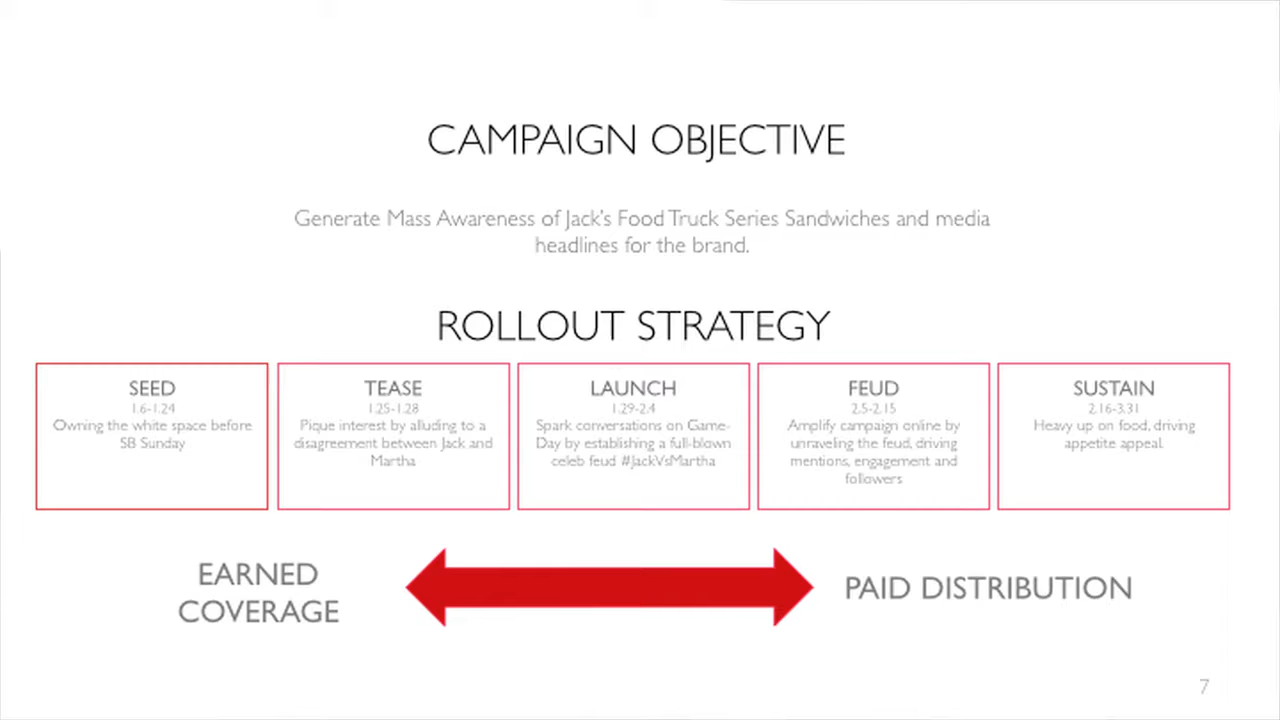 CAMPAIGN OBJECTIVE
Generate Mass Awareness of Jack's Food Truck Series Sandwiches and media
headlines for the brand.
ROLLOUT STRATEGY
SEED
1.6-1.24
Owning the white space before
SB Sunday
TEASE
1.25-1.28
Pique interest by alluding to a
disagreement between Jack and
Martha
LAUNCH
1.29-2.4
Spark conversations on Game-
Day by establishing a full-blown
celeb feud #JackVsMartha
FEUD
2.5-2.15
Amplify campaign online by
unraveling the feud, driving
mentions, engagement and
followers
SUSTAIN
2.16-3.31
Heavy up on food, driving
appetite appeal.
EARNED
COVERAGE
PAID DISTRIBUTION
7